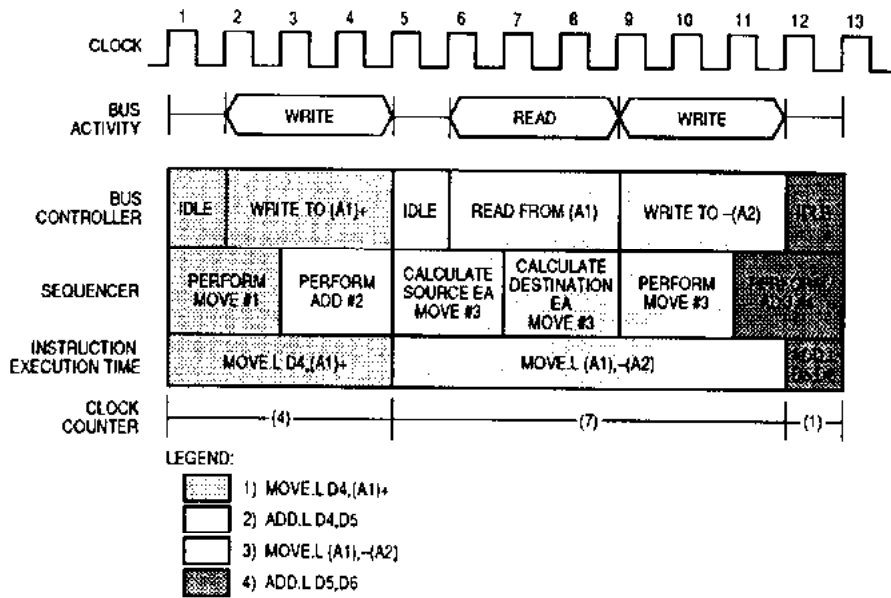 1 2 3 4 5 6 7 8 9 10 11 12 13
CLOCK
BUS
ACTIVITY
WRITE
READ
WRITE
BUS
CONTROLLER
IDLE
WRITE TO (A1)+
IDLE
READ FROM (A1)
WRITE TO –(A2)
IDLE
SEQUENCER
PERFORM
MOVE #1
PERFORM
ADD #2
CALCULATE
SOURCE EA
MOVE #3
CALCULATE
DESTINATION
EA
MOVE #3
PERFORM
MOVE #3
PERFORM
ADD #4
INSTRUCTION
EXECUTION TIME
MOVE.L D4,(A1)+
MOVE.L (A1),–(A2)
CLOCK
COUNTER
(4)
(7)
(1)
LEGEND:
1) MOVE.L D4,(A1)+
2) ADD.L D4,D5
3) MOVE.L (A1),–(A2)
4) ADD.L D5,D6